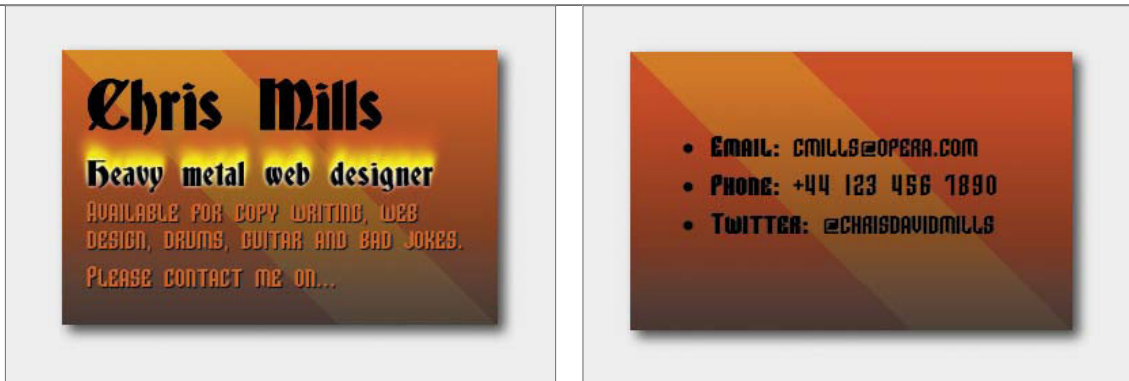 Chris Mills
Heavy metal web designer
Available for copy writing, web
design, drums, guitar and bad jokes.
Please contact me on...
• Email: cmills@opera.com
• Phone: +44 123 456 7890
• Twitter: @chrisdavidmills